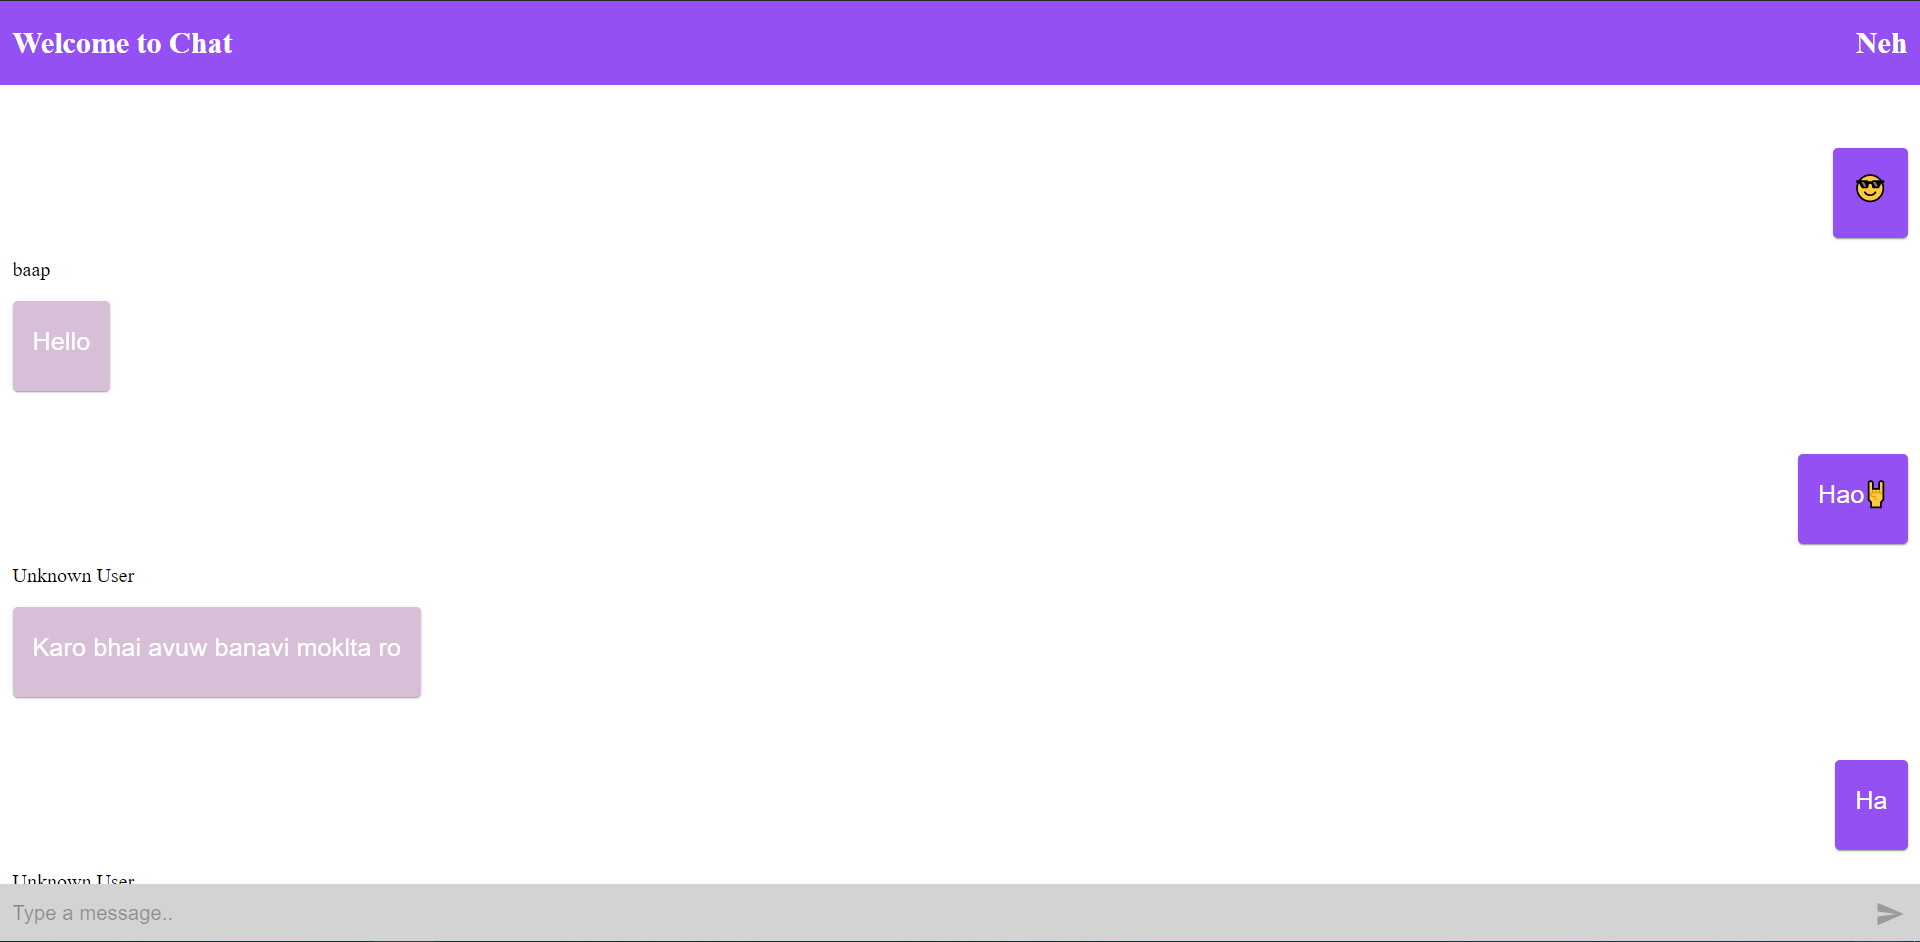 Welcome to Chat
Neh
😎
baap
Hello
Hao🤘
Unknown User
Karo bhai avuw banavi moklta ro
Ha
Unknown User
Type a message..